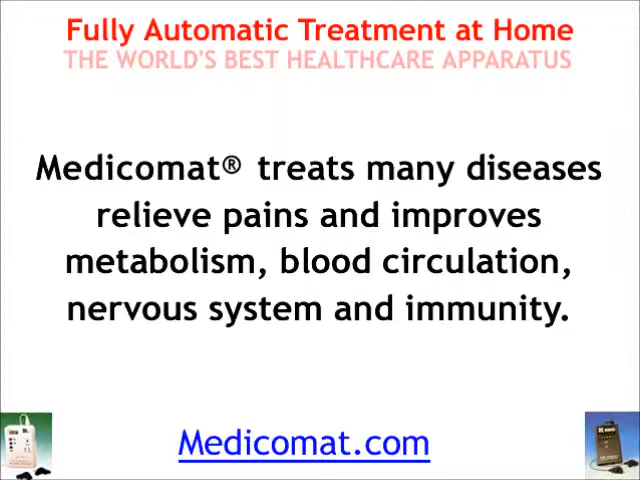 Fully Automatic Treatment at Home
THE WORLD'S BEST HEALTHCARE APPARATUS
Medicomat® treats many diseases
relieve pains and improves
metabolism, blood circulation,
nervous system and immunity.
Medicomat.com